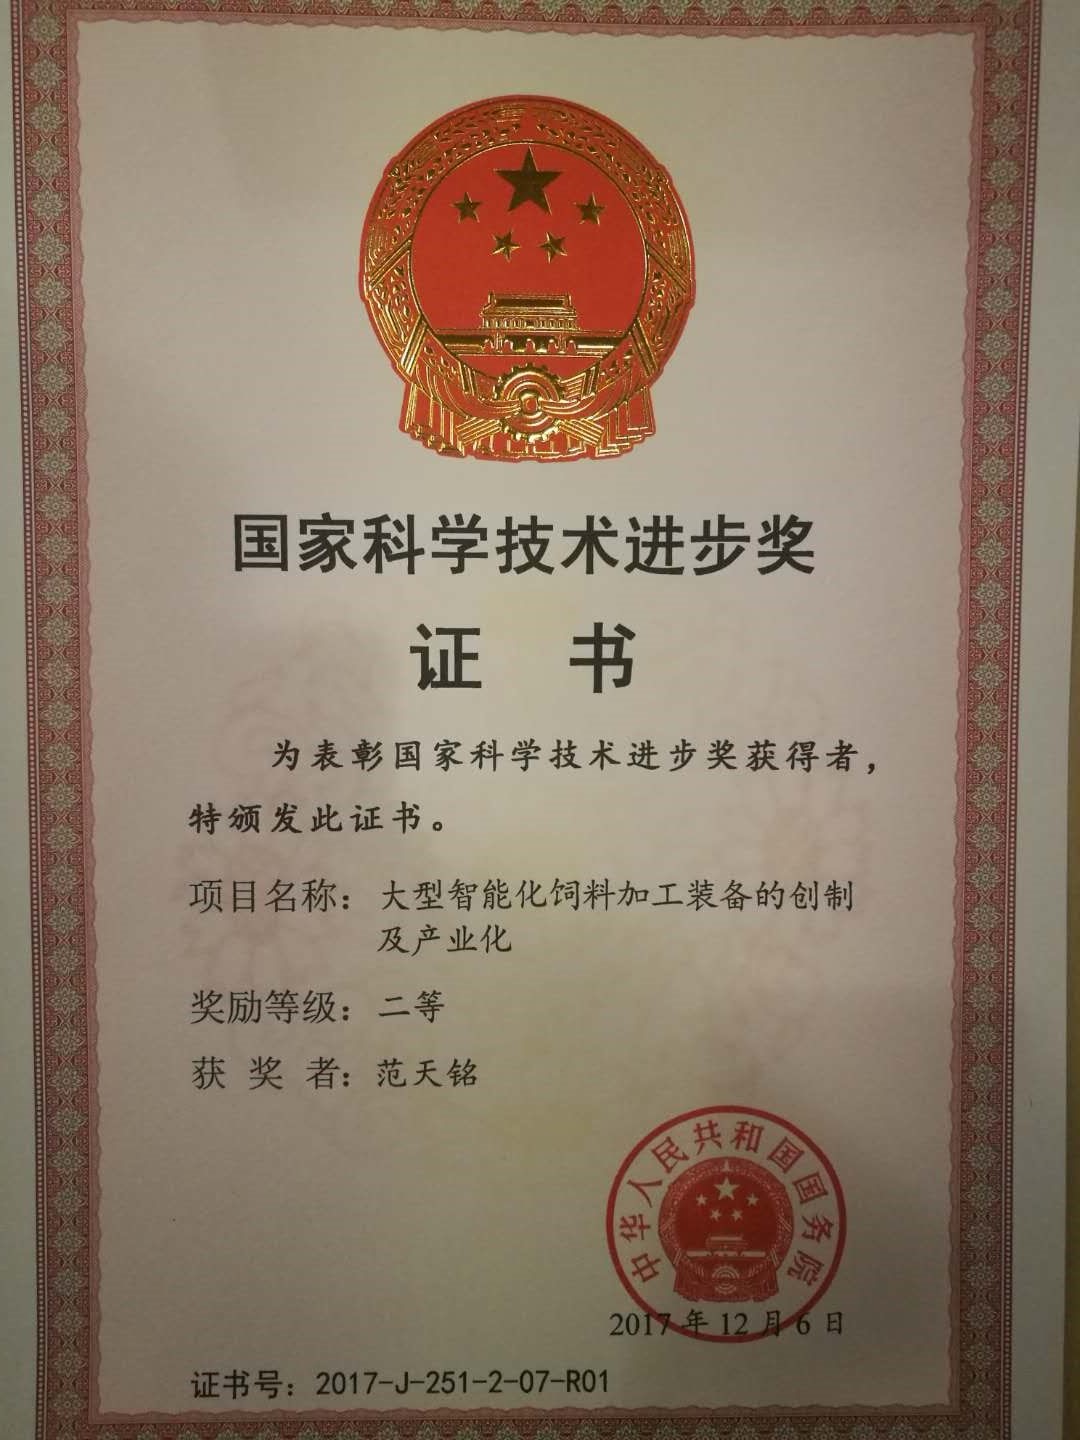 国家科学技术进步奖
证 书
为表彰国家科学技术进步奖获得者，
特颁发此证书。
项目名称：大型智能化饲料加工装备的创制
及产业化
奖励等级：二等
获 奖 者：范天铭
中华人民共和国国务院
2017年12月6日
证书号：2017-J-251-2-07-R01